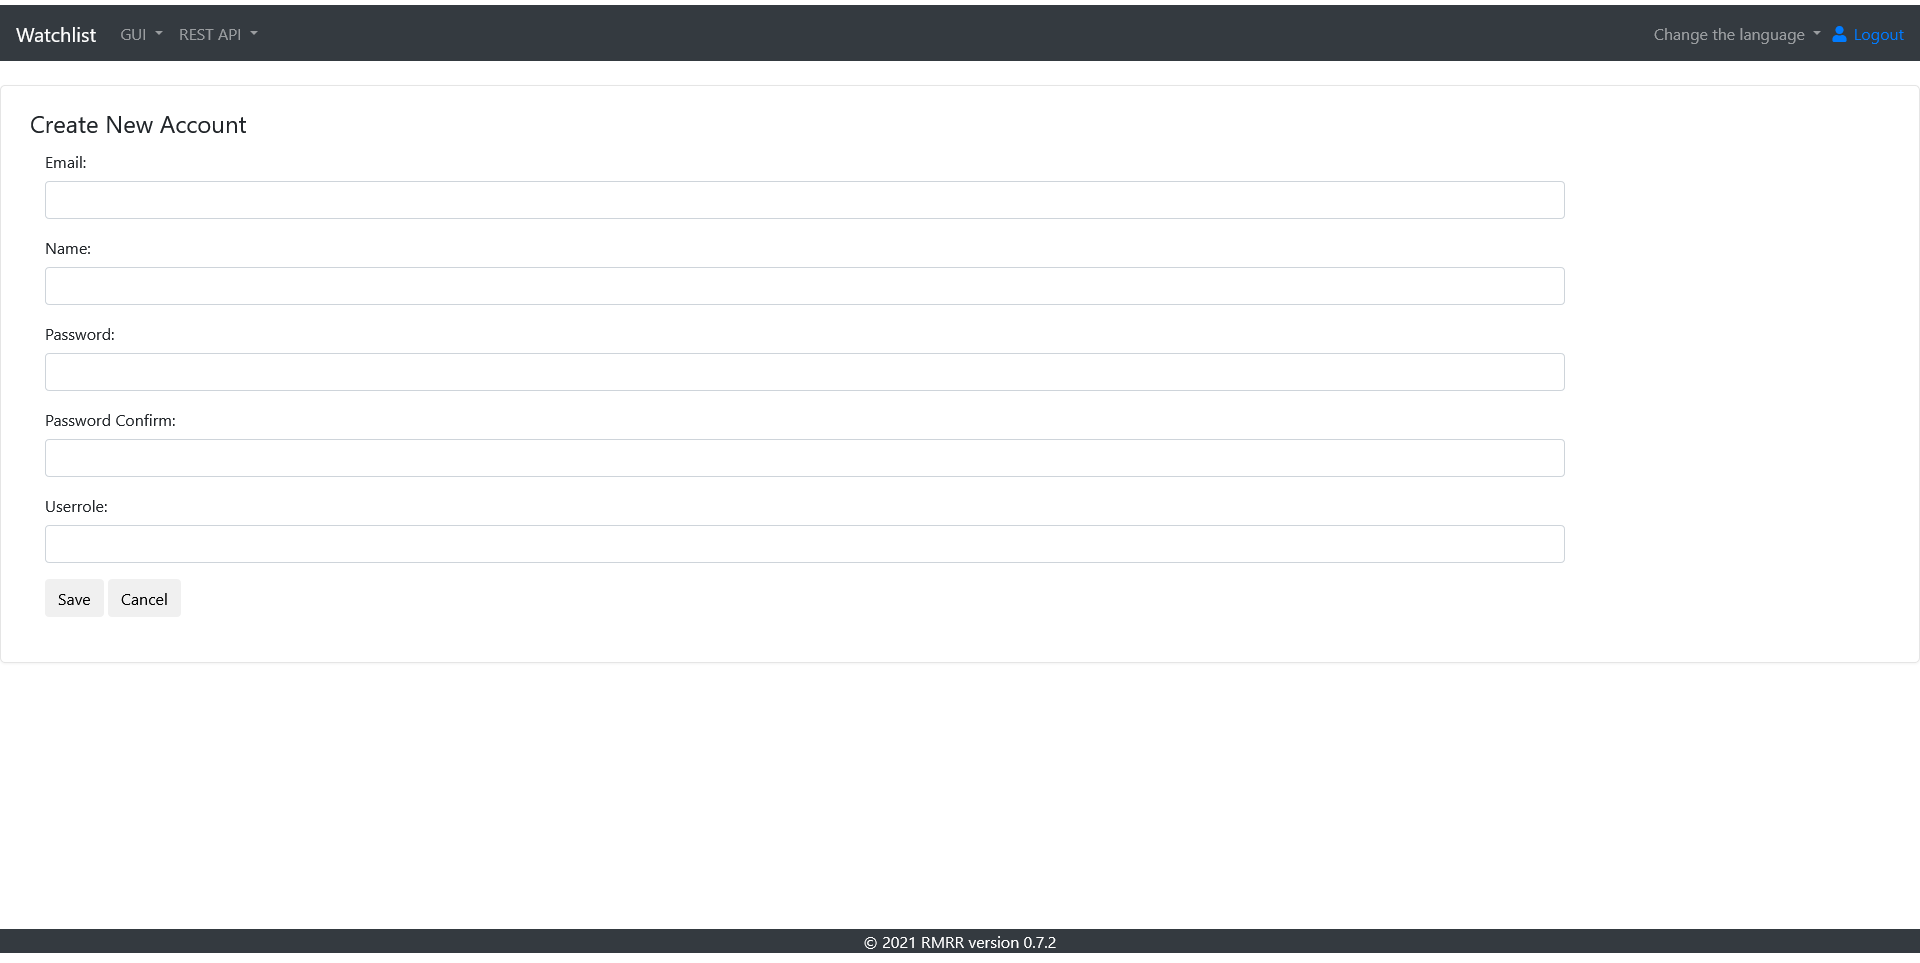 Watchlist GUI REST API Change the language Logout
Create New Account
Email:
Name:
Password:
Password Confirm:
Userrole:
Save Cancel
© 2021 RMRR version 0.7.2